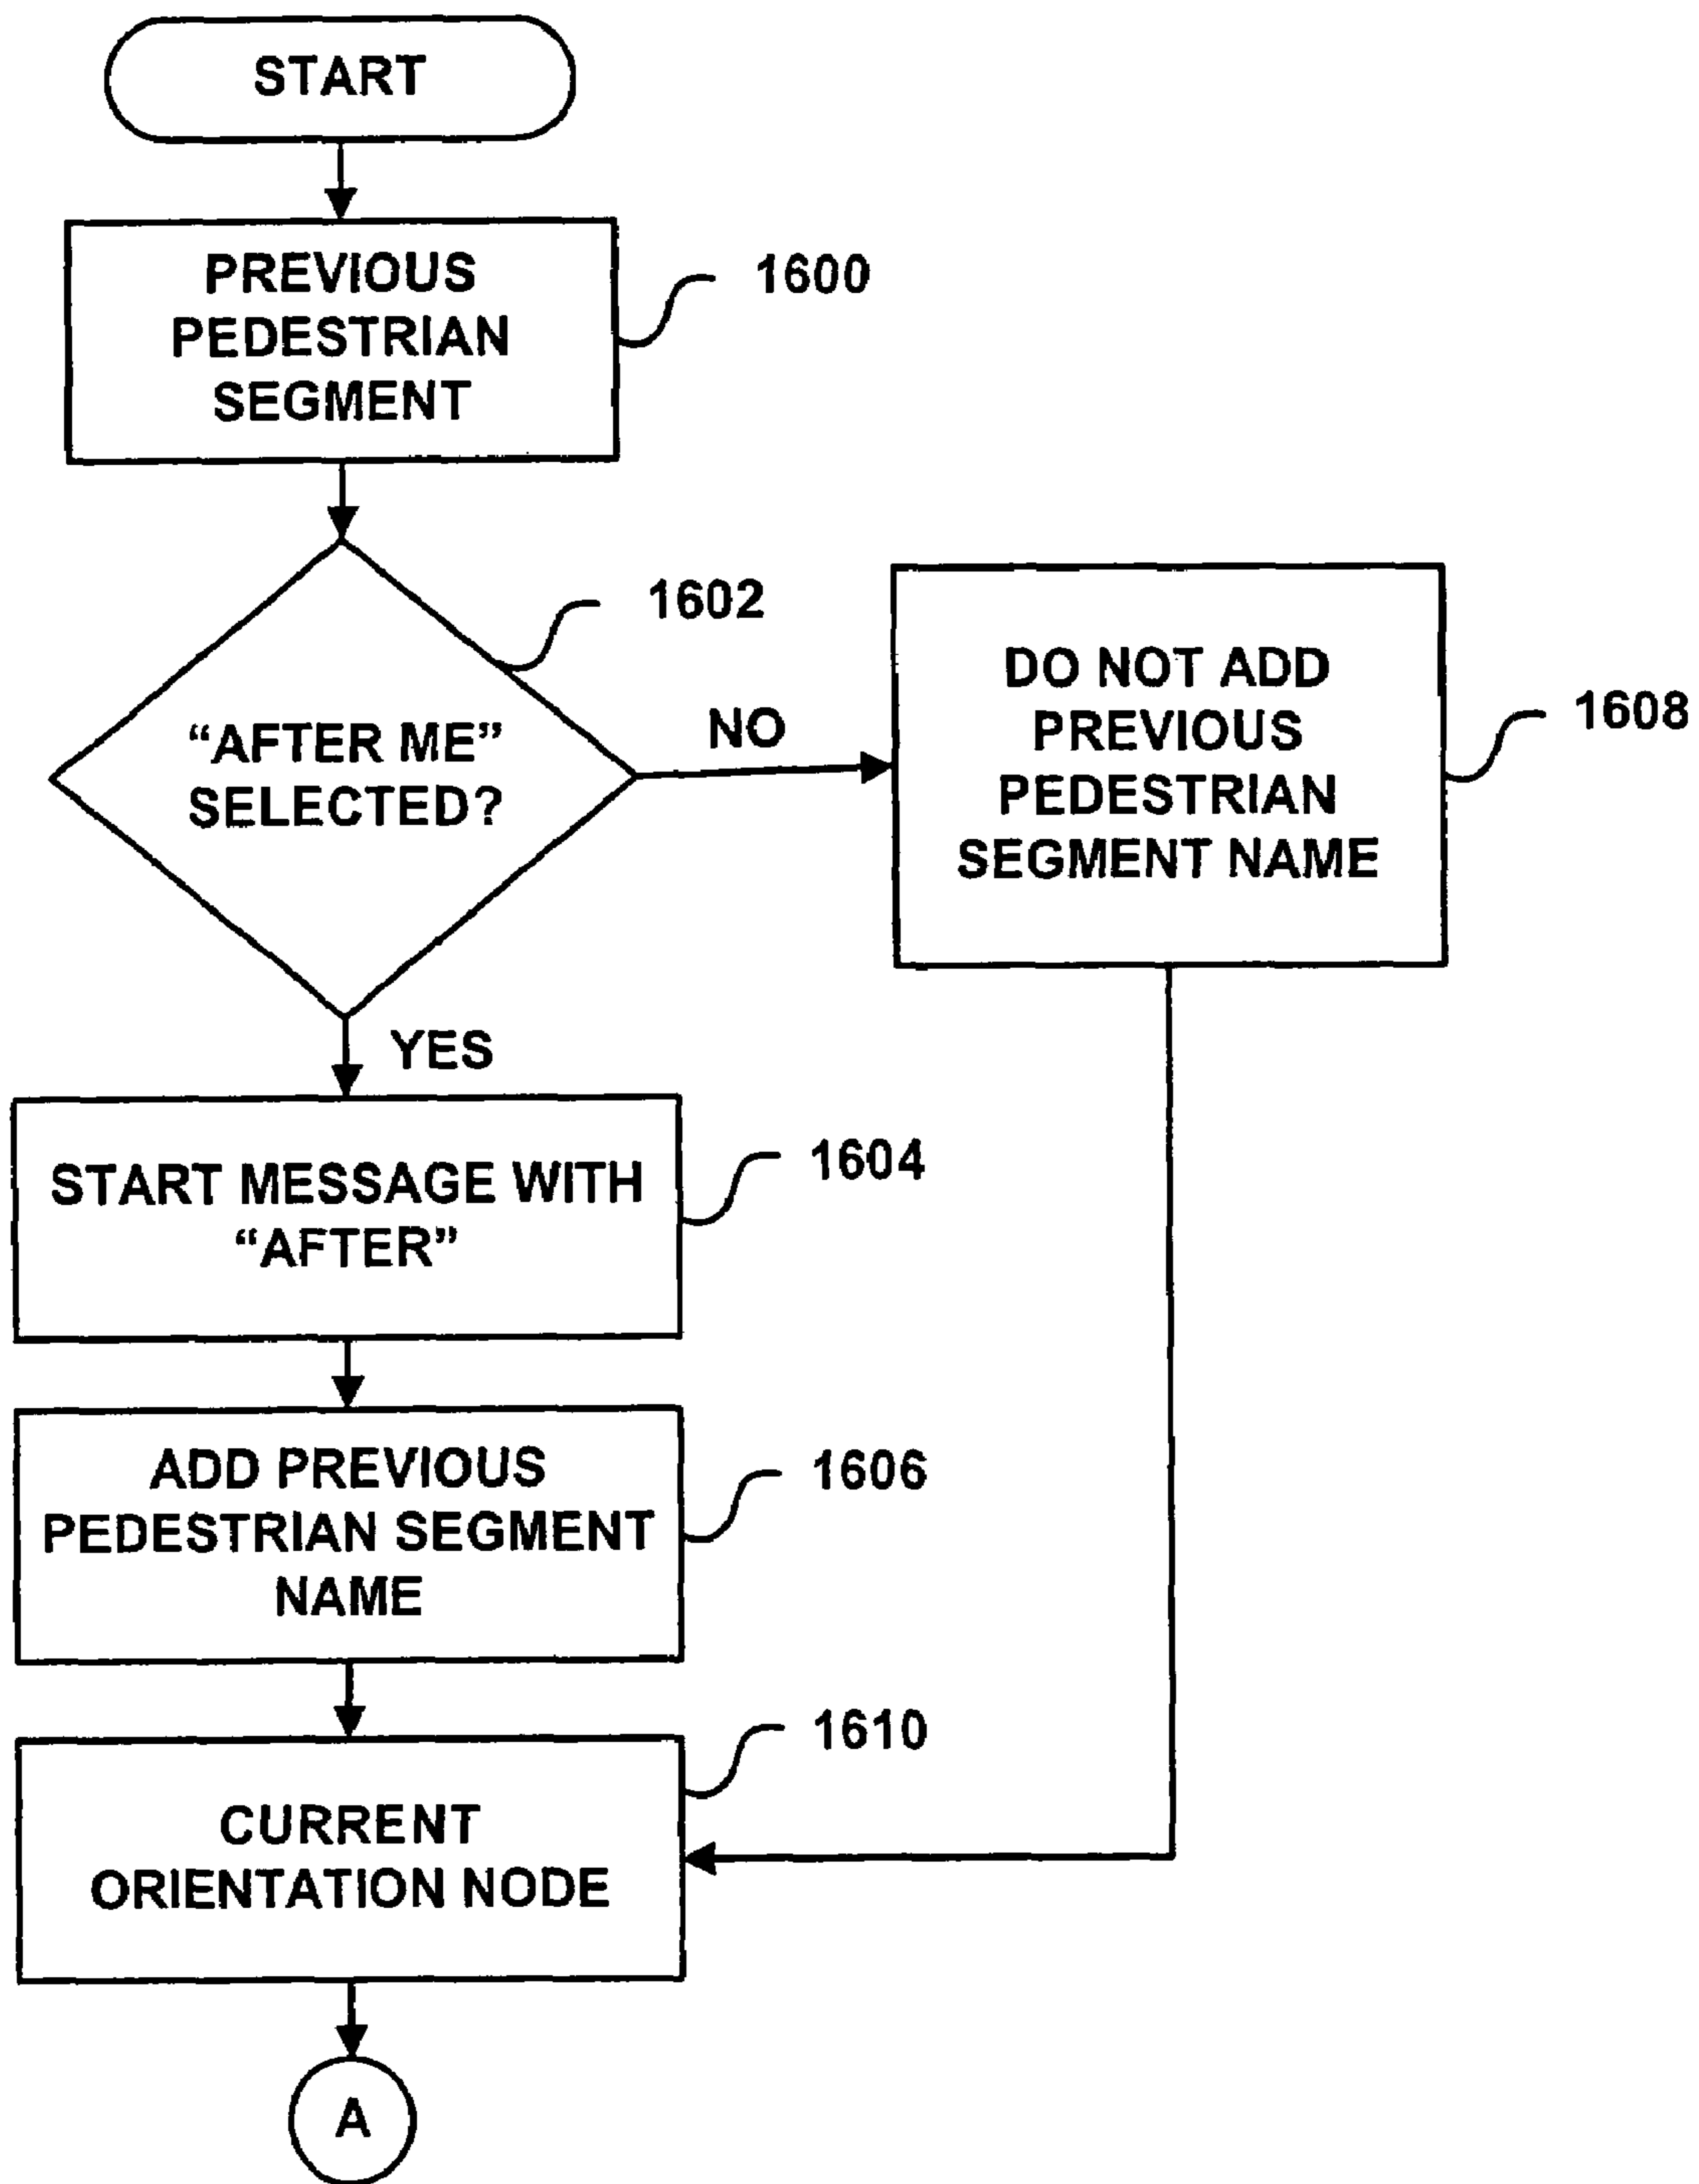 START
PREVIOUS
PEDESTRIAN
SEGMENT
1600
1602
“AFTER ME”
SELECTED?
NO
DO NOT ADD
PREVIOUS
PEDESTRIAN
SEGMENT NAME
1608
YES
START MESSAGE WITH
“AFTER”
1604
ADD PREVIOUS
PEDESTRIAN SEGMENT
NAME
1606
1610
CURRENT
ORIENTATION NODE
A